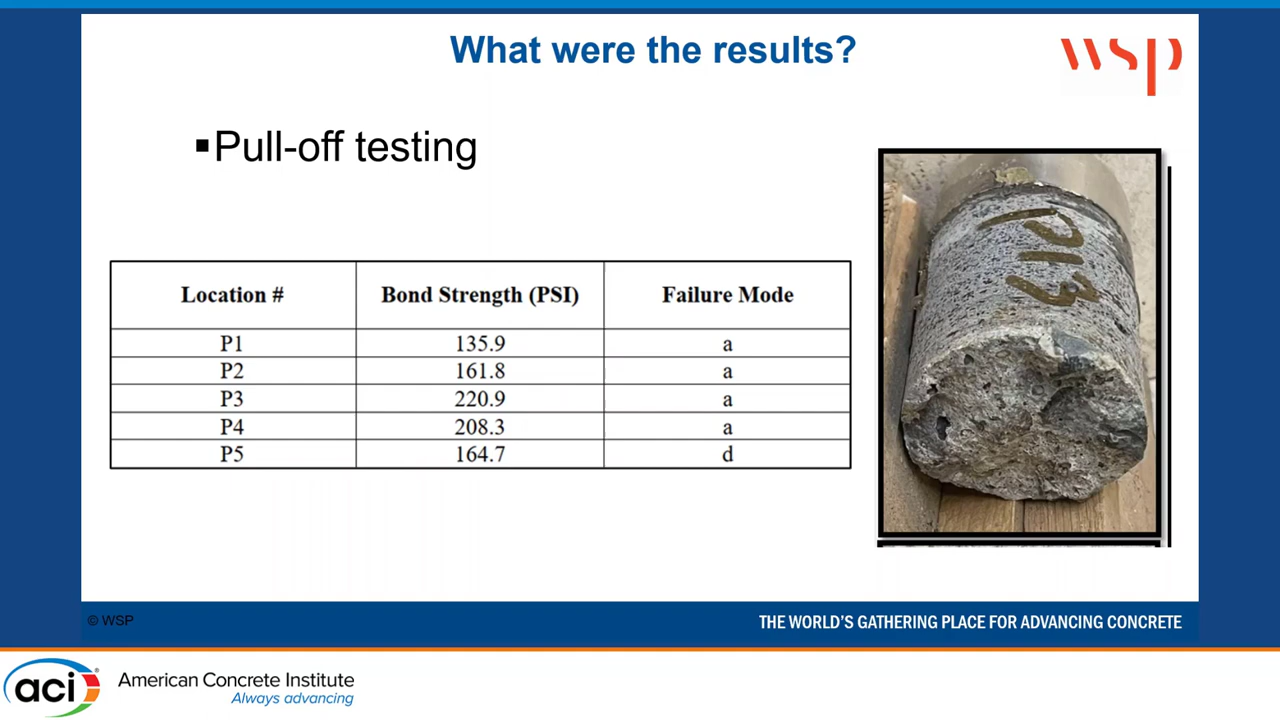 What were the results?
wsp
▪Pull-off testing
Location # Bond Strength (PSI) Failure Mode
P1 135.9 a
P2 161.8 a
P3 220.9 a
P4 208.3 a
P5 164.7 d
P13
© WSP
THE WORLD'S GATHERING PLACE FOR ADVANCING CONCRETE
aci® American Concrete Institute
Always advancing